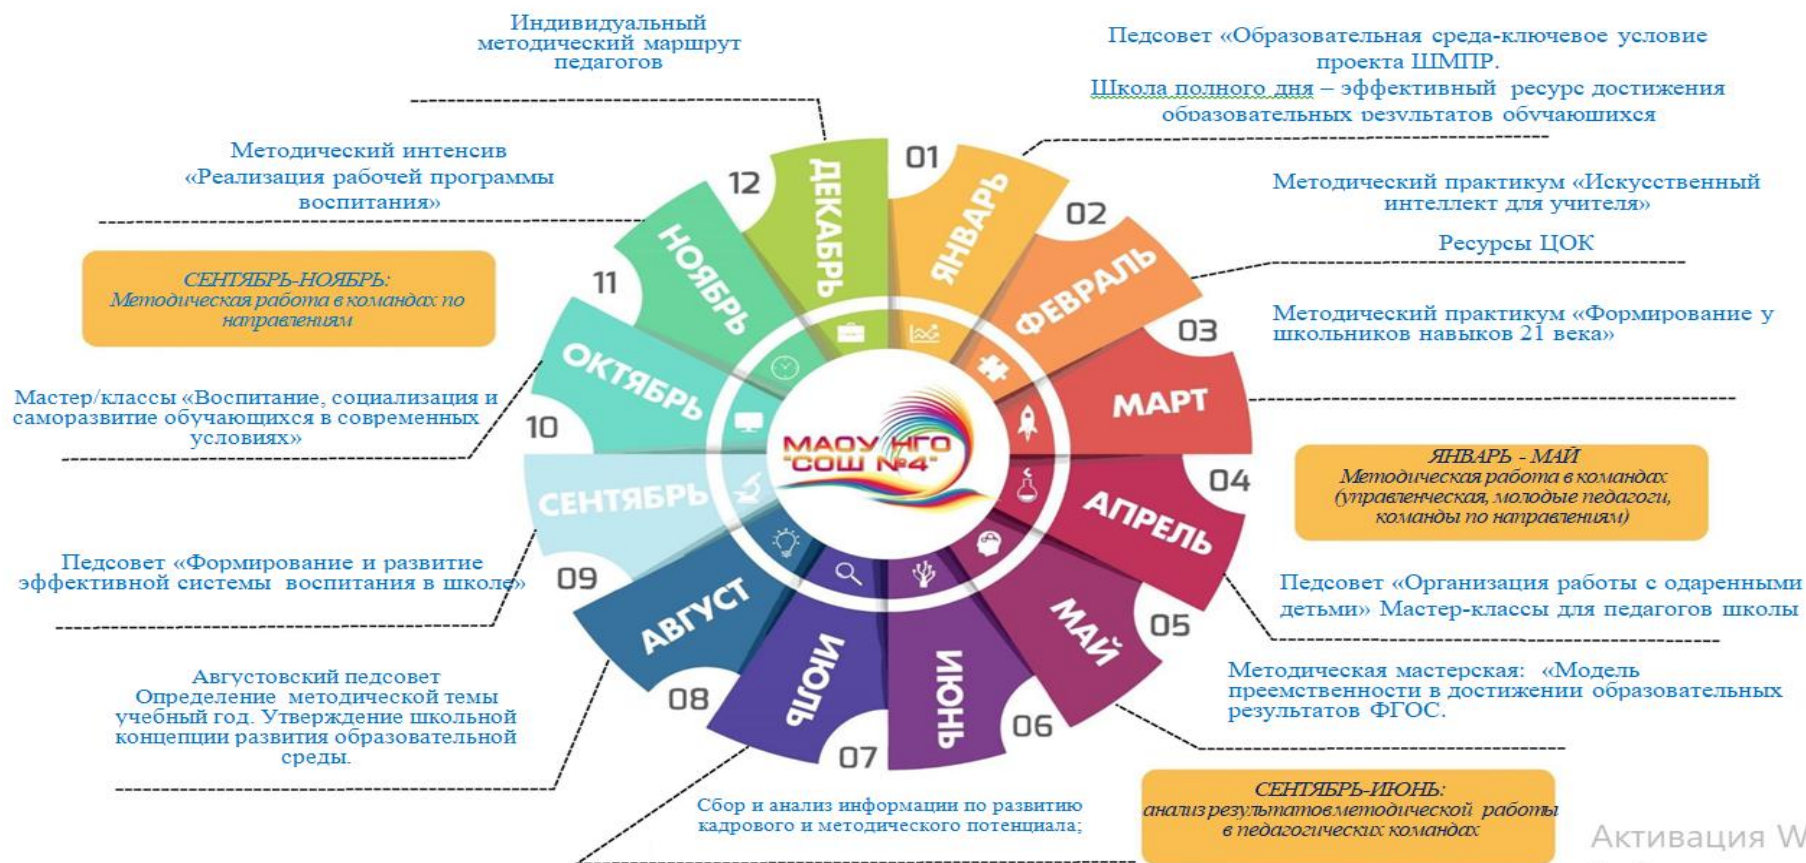 Индивидуальный
методический маршрут
педагогов
Педсовет «Образовательная среда-ключевое условие
проекта ШМПР.
Школа полного дня – эффективный ресурс достижения
образовательных результатов обучающихся
Методический интенсив
«Реализация рабочей программы
воспитания»
Методический практикум «Искусственный
интеллект для учителя»
Ресурсы ЦОК
СЕНТЯБРЬ-НОЯБРЬ:
Методическая работа в командах по
направлениям
Методический практикум «Формирование у
школьников навыков 21 века»
Мастер/классы «Воспитание, социализация и
саморазвитие обучающихся в современных
условиях»
ЯНВАРЬ - МАЙ
Методическая работа в командах
(управленческая, молодые педагоги,
команды по направлениям)
Педсовет «Формирование и развитие
эффективной системы воспитания в школе»
Педсовет «Организация работы с одаренными
детьми» Мастер-классы для педагогов школы
Августовский педсовет
Определение методической темы
учебный год. Утверждение школьной
концепции развития образовательной
среды.
Методическая мастерская: «Модель
преемственности в достижении образовательных
результатов ФГОС.
Сбор и анализ информации по развитию
кадрового и методического потенциала;
СЕНТЯБРЬ-ИЮНЬ:
анализ результатов методической работы
в педагогических командах
01
ЯНВАРЬ
02
ФЕВРАЛЬ
03
МАРТ
04
АПРЕЛЬ
05
МАЙ
06
ИЮНЬ
07
ИЮЛЬ
08
АВГУСТ
09
СЕНТЯБРЬ
10
ОКТЯБРЬ
11
НОЯБРЬ
12
ДЕКАБРЬ
МАОУ НГО
"СОШ №4"
Активация W